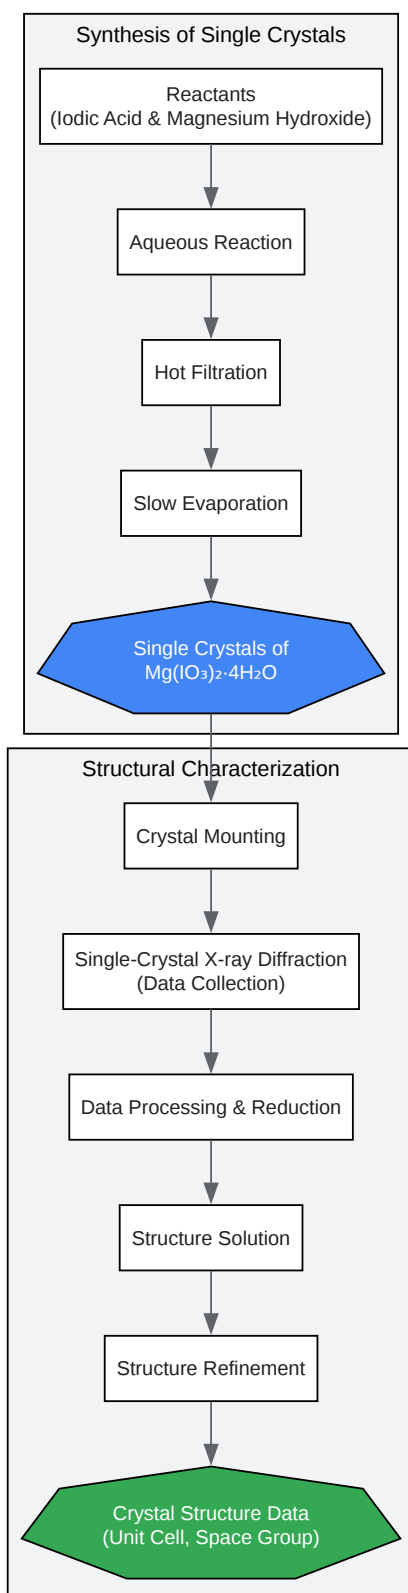 Synthesis of Single Crystals
Reactants
(Iodic Acid & Magnesium Hydroxide)
Aqueous Reaction
Hot Filtration
Slow Evaporation
Single Crystals of
Mg(IO₃)₂·4H₂O
Structural Characterization
Crystal Mounting
Single-Crystal X-ray Diffraction
(Data Collection)
Data Processing & Reduction
Structure Solution
Structure Refinement
Crystal Structure Data
(Unit Cell, Space Group)